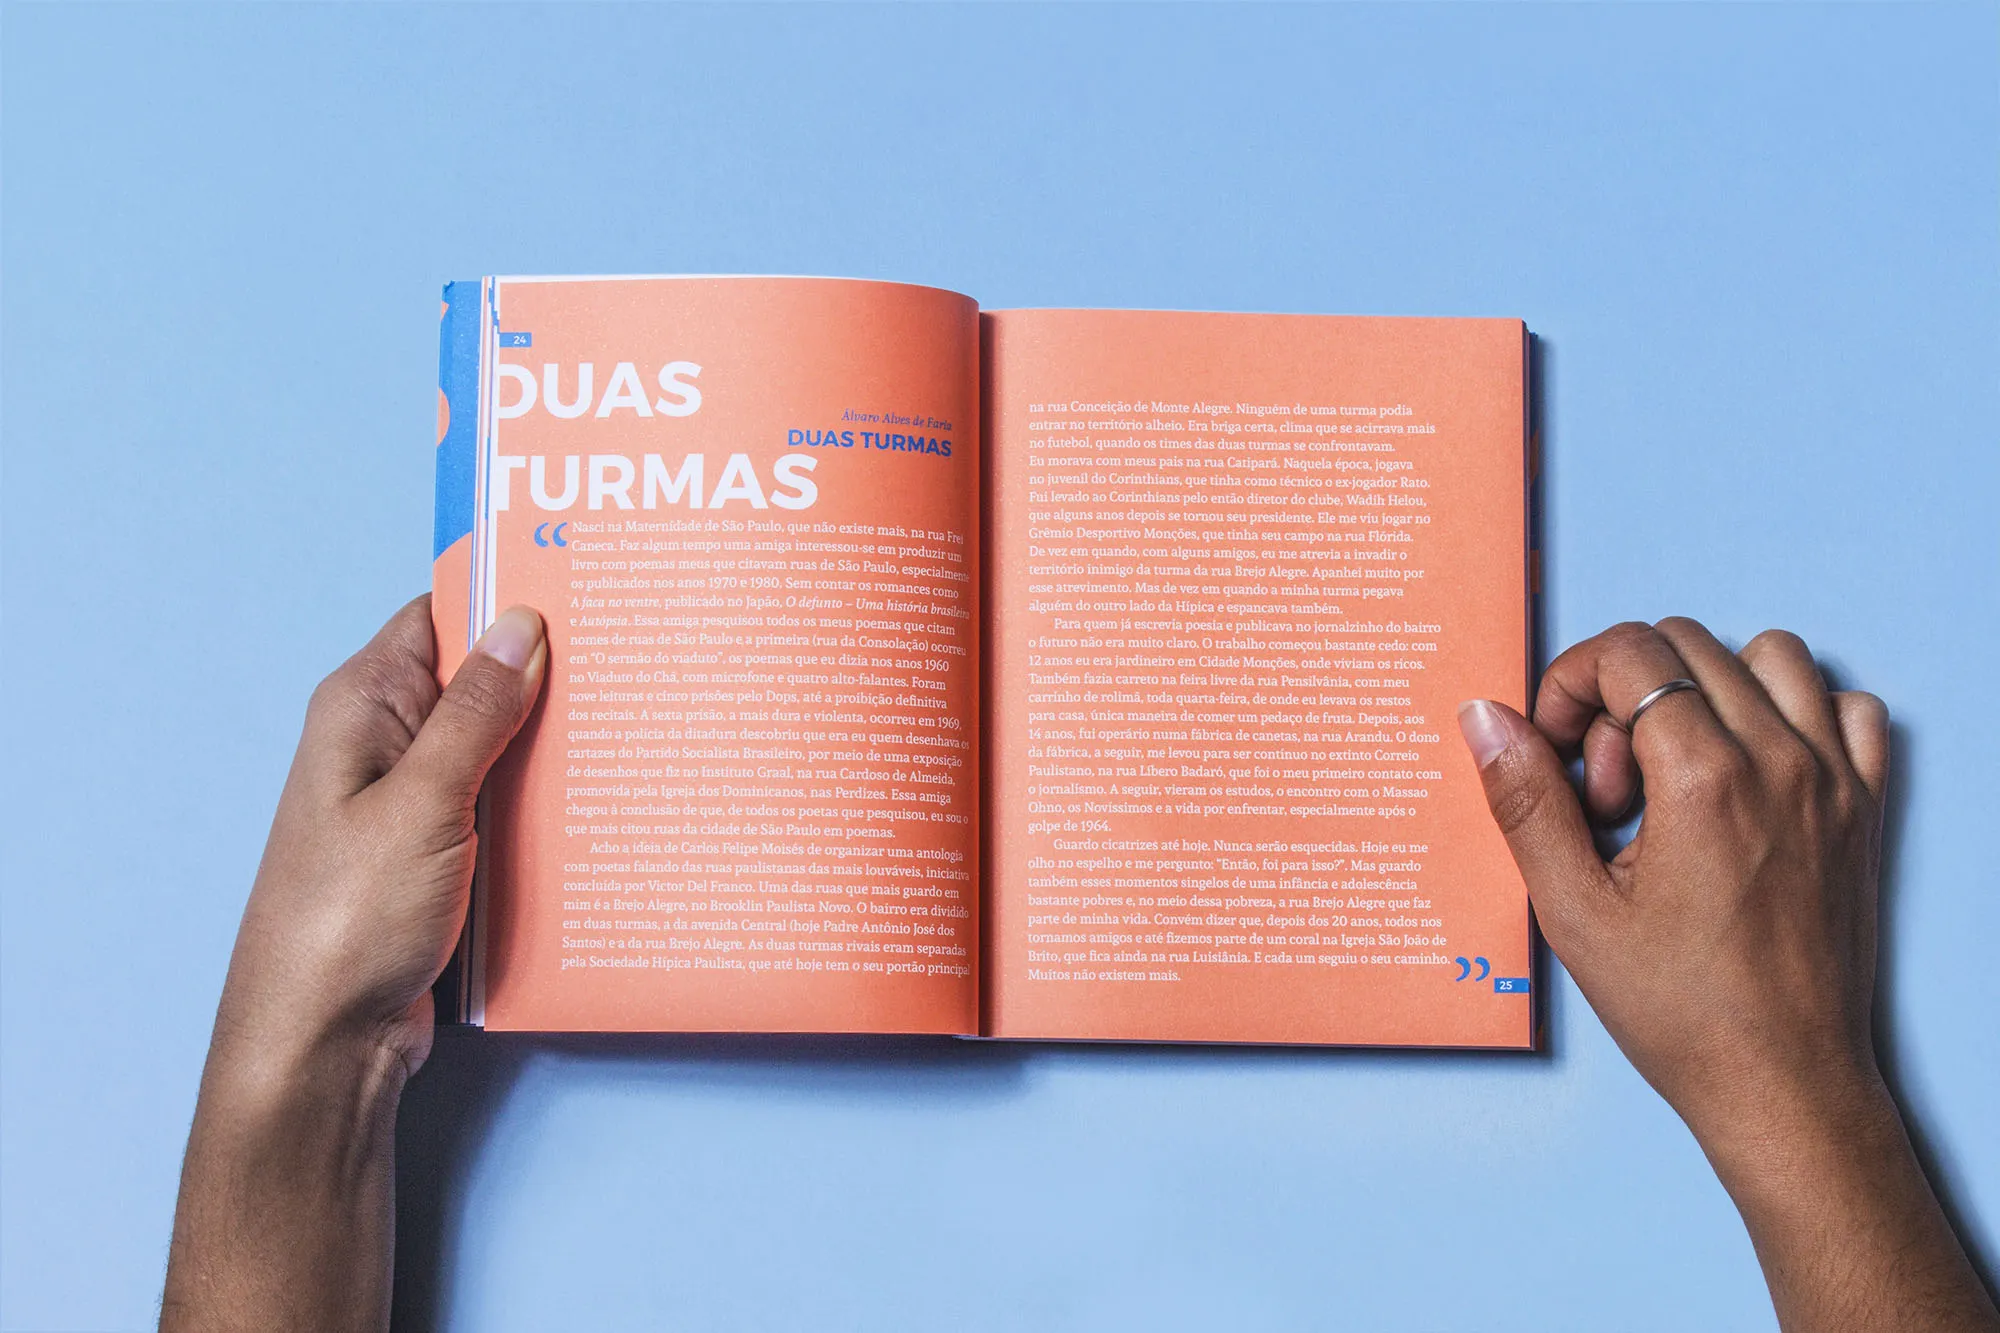 24
DUAS
TURMAS
Álvaro Alves de Faria
DUAS TURMAS
“ Nasci na Maternidade de São Paulo, que não existe mais, na rua Frei
Caneca. Faz algum tempo uma amiga interessou-se em produzir um
livro com poemas meus que citavam ruas de São Paulo, especialmente
os publicados nos anos 1970 e 1980. Sem contar os romances como
A faca no ventre, publicado no Japão, O defunto – Uma história brasileira
e Autópsia. Essa amiga pesquisou todos os meus poemas que citam
nomes de ruas de São Paulo e a primeira (rua da Consolação) ocorreu
em “O sermão do viaduto”, os poemas que eu dizia nos anos 1960
no Viaduto do Chá, com microfone e quatro alto-falantes. Foram
nove leituras e cinco prisões pelo Dops, até a proibição definitiva
dos recitais. A sexta prisão, a mais dura e violenta, ocorreu em 1969,
quando a polícia da ditadura descobriu que era eu quem desenhava os
cartazes do Partido Socialista Brasileiro, por meio de uma exposição
de desenhos que fiz no Instituto Graal, na rua Cardoso de Almeida,
promovida pela Igreja dos Dominicanos, nas Perdizes. Essa amiga
chegou à conclusão de que, de todos os poetas que pesquisou, eu sou o
que mais citou ruas da cidade de São Paulo em poemas.
Acho a ideia de Carlos Felipe Moisés de organizar uma antologia
com poetas falando das ruas paulistanas das mais louváveis, iniciativa
concluída por Victor Del Franco. Uma das ruas que mais guardo em
mim é a Brejo Alegre, no Brooklin Paulista Novo. O bairro era dividido
em duas turmas, a da avenida Central (hoje Padre Antônio José dos
Santos) e a da rua Brejo Alegre. As duas turmas rivais eram separadas
pela Sociedade Hípica Paulista, que até hoje tem o seu portão principal
na rua Conceição de Monte Alegre. Ninguém de uma turma podia
entrar no território alheio. Era briga certa, clima que se acirrava mais
no futebol, quando os times das duas turmas se confrontavam.
Eu morava com meus pais na rua Catipará. Naquela época, jogava
no juvenil do Corinthians, que tinha como técnico o ex-jogador Rato.
Fui levado ao Corinthians pelo então diretor do clube, Wadih Helou,
que alguns anos depois se tornou seu presidente. Ele me viu jogar no
Grêmio Desportivo Monções, que tinha seu campo na rua Flórida.
De vez em quando, com alguns amigos, eu me atrevia a invadir o
território inimigo da turma da rua Brejo Alegre. Apanhei muito por
esse atrevimento. Mas de vez em quando a minha turma pegava
alguém do outro lado da Hípica e espancava também.
Para quem já escrevia poesia e publicava no jornalzinho do bairro
o futuro não era muito claro. O trabalho começou bastante cedo: com
12 anos eu era jardineiro em Cidade Monções, onde viviam os ricos.
Também fazia carreto na feira livre da rua Pensilvânia, com meu
carrinho de rolimã, toda quarta-feira, de onde eu levava os restos
para casa, única maneira de comer um pedaço de fruta. Depois, aos
14 anos, fui operário numa fábrica de canetas, na rua Arandu. O dono
da fábrica, a seguir, me levou para ser contínuo no extinto Correio
Paulistano, na rua Líbero Badaró, que foi o meu primeiro contato com
o jornalismo. A seguir, vieram os estudos, o encontro com o Massao
Ohno, os Novíssimos e a vida por enfrentar, especialmente após o
golpe de 1964.
Guardo cicatrizes até hoje. Nunca serão esquecidas. Hoje eu me
olho no espelho e me pergunto: “Então, foi para isso?”. Mas guardo
também esses momentos singelos de uma infância e adolescência
bastante pobres e, no meio dessa pobreza, a rua Brejo Alegre que faz
parte de minha vida. Convém dizer que, depois dos 20 anos, todos nos
tornamos amigos e até fizemos parte de um coral na Igreja São João de
Brito, que fica ainda na rua Luisiânia. E cada um seguiu o seu caminho.
Muitos não existem mais. ”
25